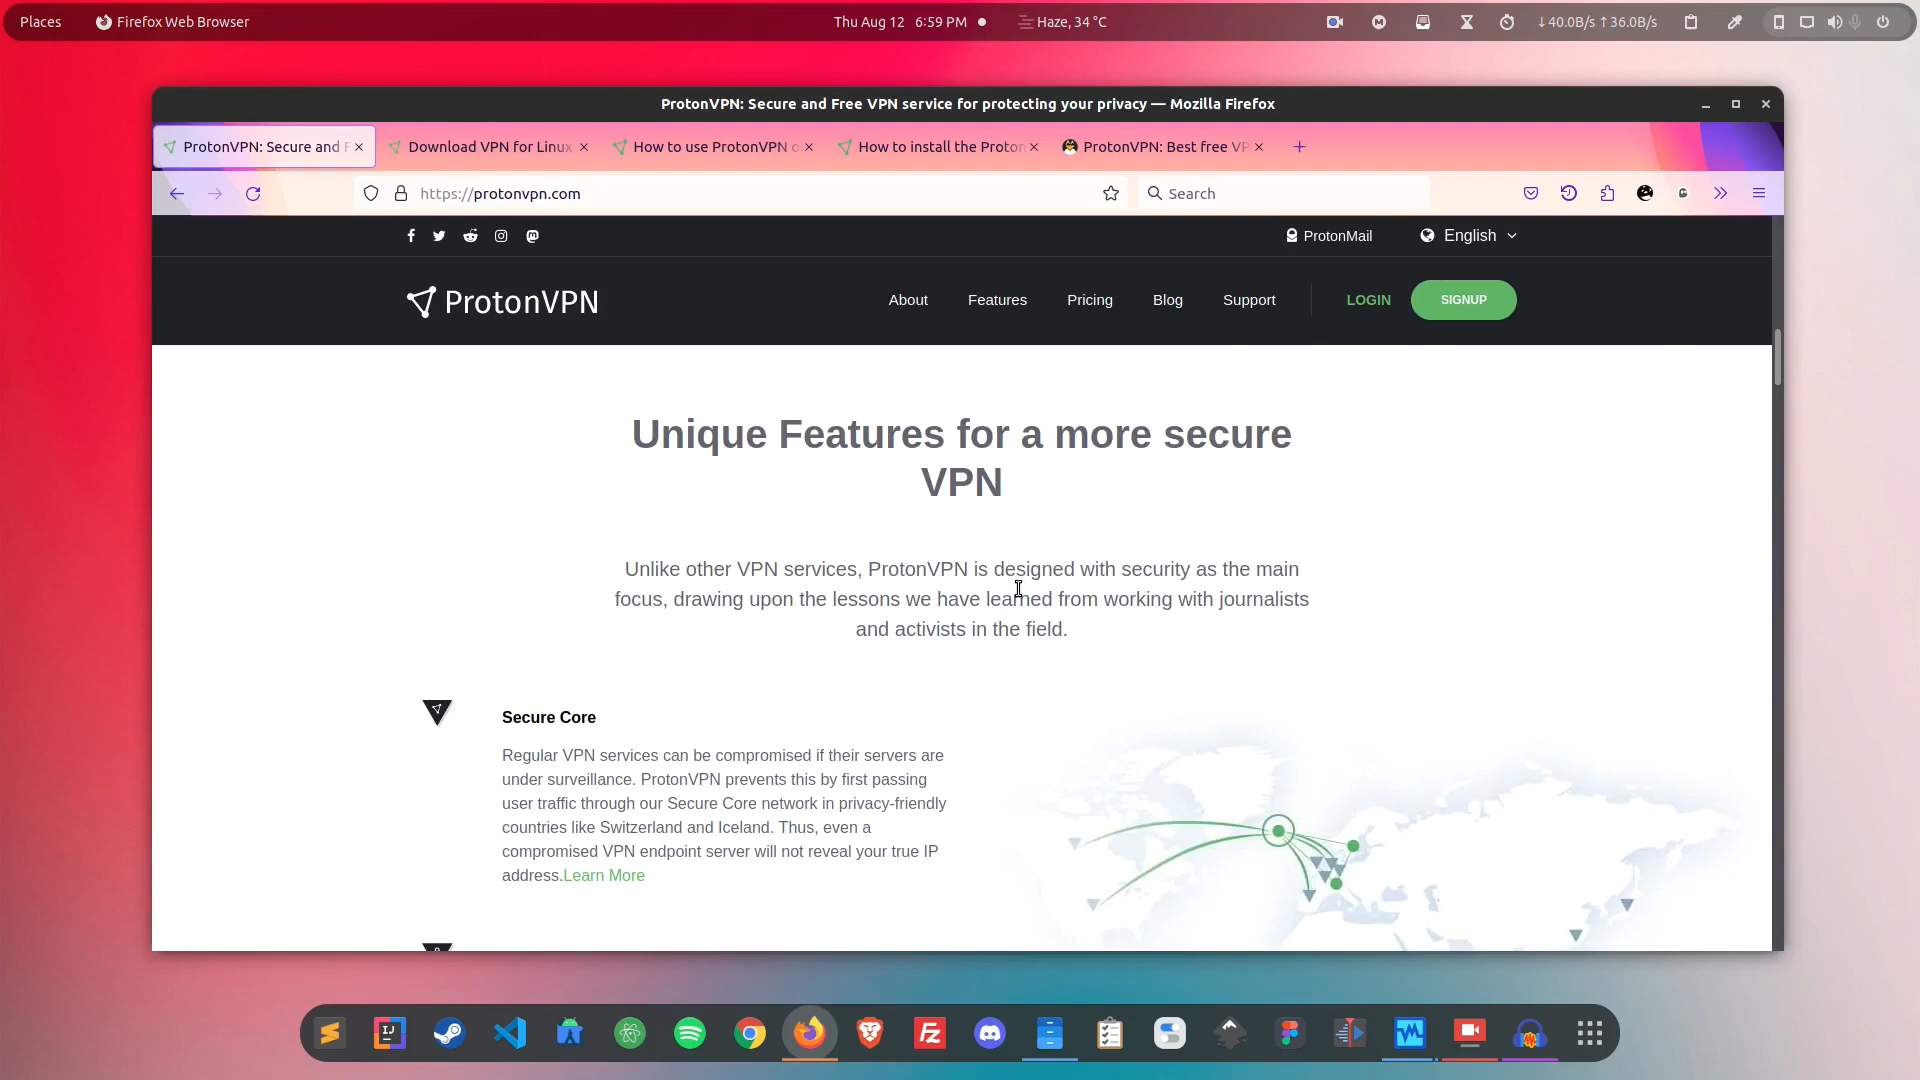 Places
Firefox Web Browser
Thu Aug 12 6:59 PM
Haze, 34 °C
↓40.0B/s ↑36.0B/s
ProtonVPN: Secure and Free VPN service for protecting your privacy — Mozilla Firefox
ProtonVPN: Secure and F
Download VPN for Linux
How to use ProtonVPN o
How to install the Proton
ProtonVPN: Best free VP
https://protonvpn.com
Search
ProtonMail
English
ProtonVPN
About
Features
Pricing
Blog
Support
LOGIN
SIGNUP
Unique Features for a more secure
VPN
Unlike other VPN services, ProtonVPN is designed with security as the main
focus, drawing upon the lessons we have learned from working with journalists
and activists in the field.
Secure Core
Regular VPN services can be compromised if their servers are
under surveillance. ProtonVPN prevents this by first passing
user traffic through our Secure Core network in privacy-friendly
countries like Switzerland and Iceland. Thus, even a
compromised VPN endpoint server will not reveal your true IP
address.Learn More
IJ
FZ